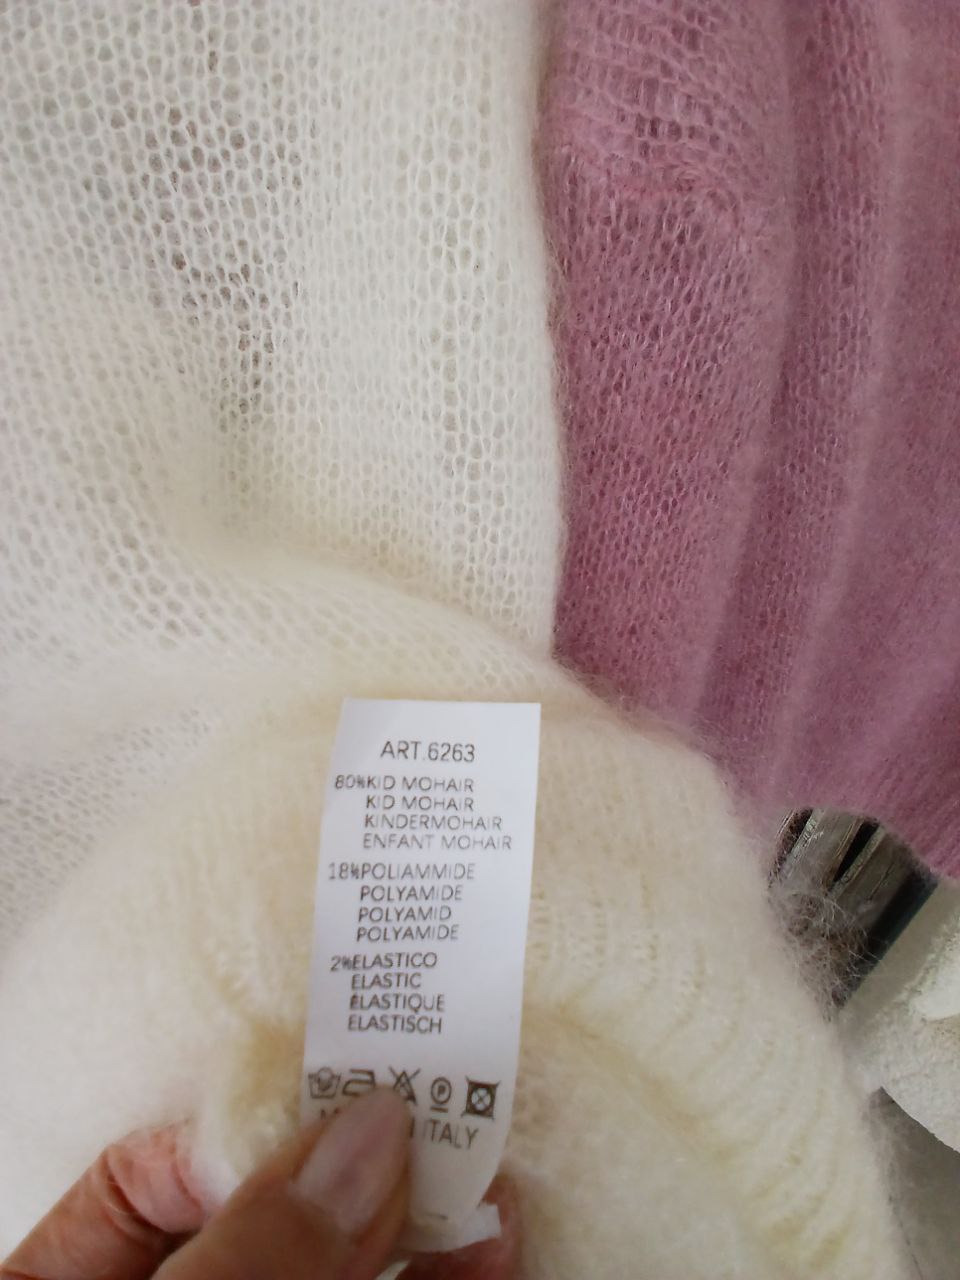 ART.6263
80%KID MOHAIR
KID MOHAIR
KINDERMOHAIR
ENFANT MOHAIR
18%POLIAMMIDE
POLYAMIDE
POLYAMID
POLYAMIDE
2%ELASTICO
ELASTIC
ÉLASTIQUE
ELASTISCH
P
ITALY